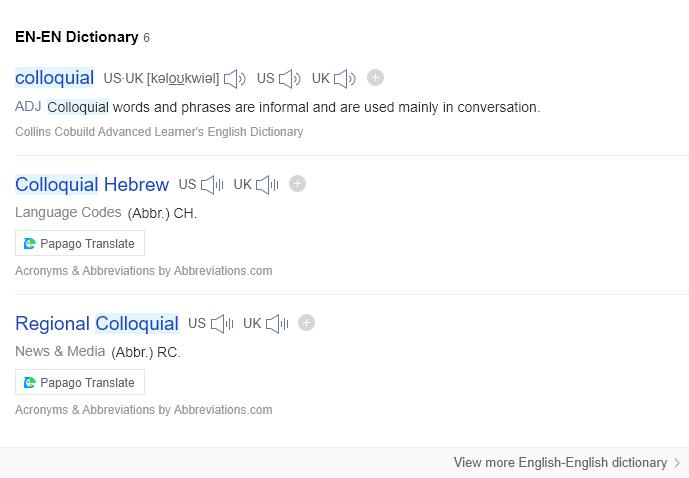 EN-EN Dictionary 6
colloquial US·UK [kəloʊkwiəl] US UK
ADJ Colloquial words and phrases are informal and are used mainly in conversation.
Collins Cobuild Advanced Learner's English Dictionary
Colloquial Hebrew US UK
Language Codes (Abbr.) CH.
Papago Translate
Acronyms & Abbreviations by Abbreviations.com
Regional Colloquial US UK
News & Media (Abbr.) RC.
Papago Translate
Acronyms & Abbreviations by Abbreviations.com
View more English-English dictionary